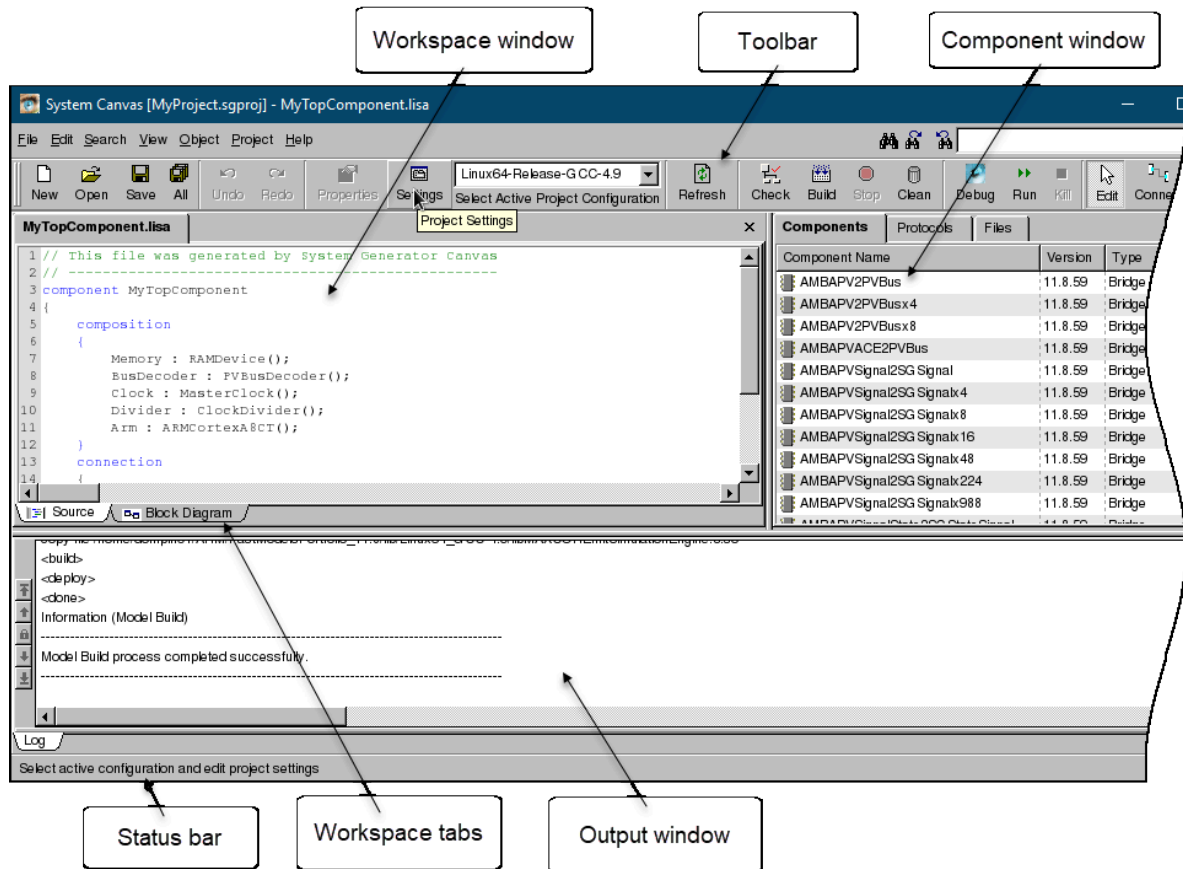 Workspace window
Toolbar
Component window
System Canvas [MyProject.sgproj] - MyTopComponent.lisa
File Edit Search View Object Project Help
New Open Save All Undo Redo Properties Settings Linux64-Release-GCC-4.9 Select Active Project Configuration Refresh Check Build Stop Clean Debug Run Kill Edit Conne
Project Settings
MyTopComponent.lisa
1 // This file was generated by System Generator Canvas
2 // ----------------------------------------------------
3 component MyTopComponent
4 {
5 composition
6 {
7 Memory : RAMDevice();
8 BusDecoder : PVBusDecoder();
9 Clock : MasterClock();
10 Divider : ClockDivider();
11 Arm : ARMCortexA8CT();
12 }
13 connection
14 {
Source Block Diagram
Components Protocols Files
Component Name Version Type
AMBAPV2PVBus 11.8.59 Bridge
AMBAPV2PVBusx4 11.8.59 Bridge
AMBAPV2PVBusx8 11.8.59 Bridge
AMBAPVACE2PVBus 11.8.59 Bridge
AMBAPVSignal2SGSignal 11.8.59 Bridge
AMBAPVSignal2SGSignalx4 11.8.59 Bridge
AMBAPVSignal2SGSignalx8 11.8.59 Bridge
AMBAPVSignal2SGSignalx16 11.8.59 Bridge
AMBAPVSignal2SGSignalx48 11.8.59 Bridge
AMBAPVSignal2SGSignalx224 11.8.59 Bridge
AMBAPVSignal2SGSignalx988 11.8.59 Bridge
<build>
<deploy>
<done>
Information (Model Build)
----------------------------------------------------
Model Build process completed successfully.
----------------------------------------------------
Log
Select active configuration and edit project settings
Status bar
Workspace tabs
Output window